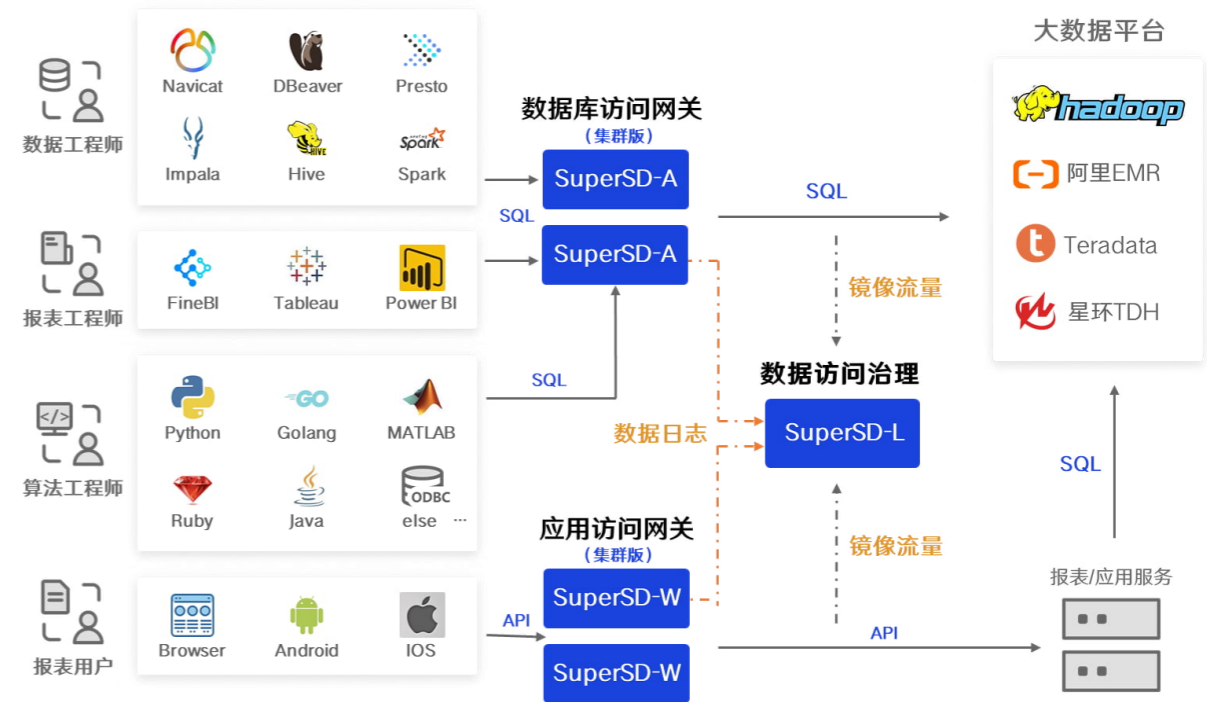 数据工程师
Navicat
DBeaver
Presto
Impala
HIVE
Hive
APACHE Spark
Spark
报表工程师
FineBI
Tableau
Power BI
算法工程师
Python
GO
Golang
MATLAB
Ruby
Java
ODBC
else ...
报表用户
Browser
Android
IOS
数据库访问网关
(集群版)
SuperSD-A
SQL
SuperSD-A
SQL
数据日志
应用访问网关
(集群版)
SuperSD-W
API
SuperSD-W
SQL
镜像流量
数据访问治理
SuperSD-L
镜像流量
API
大数据平台
hadoop
阿里EMR
Teradata
星环TDH
SQL
报表/应用服务